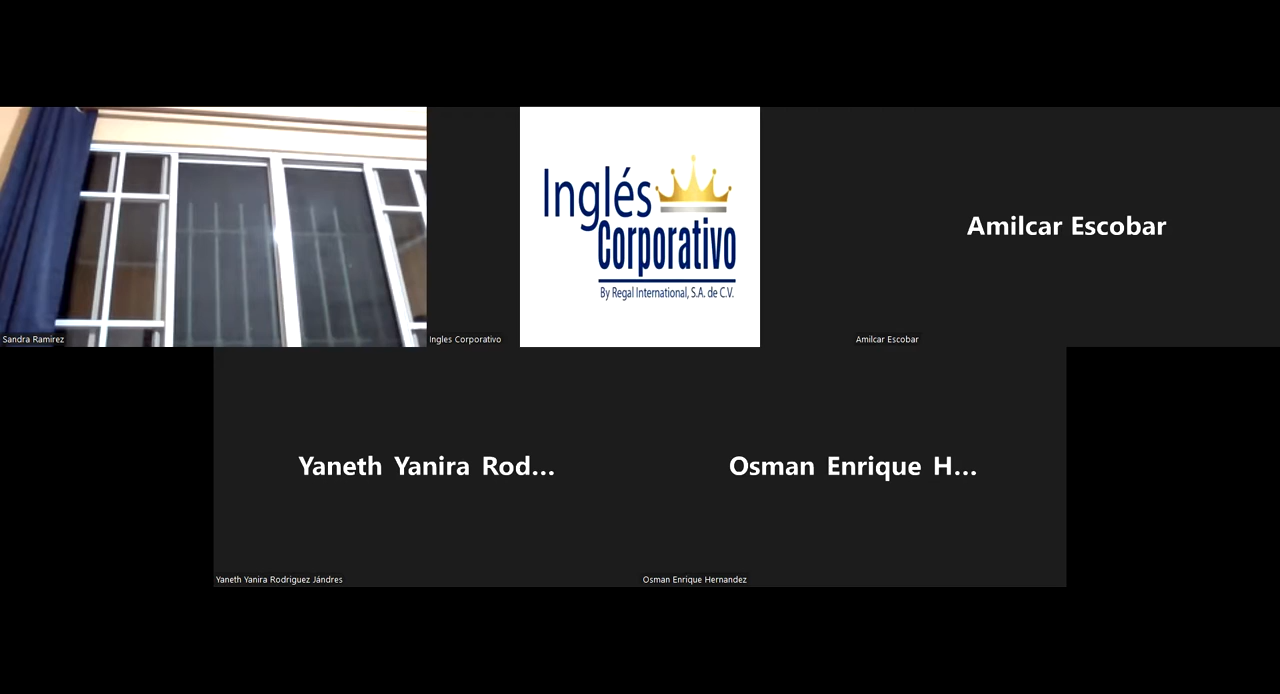 Inglés
Corporativo
By Regal International, S.A. de C.V.
Amilcar Escobar
Sandra Ramirez
Ingles Corporativo
Amilcar Escobar
Yaneth Yanira Rod...
Osman Enrique H...
Yaneth Yanira Rodriguez Jándres
Osman Enrique Hernandez